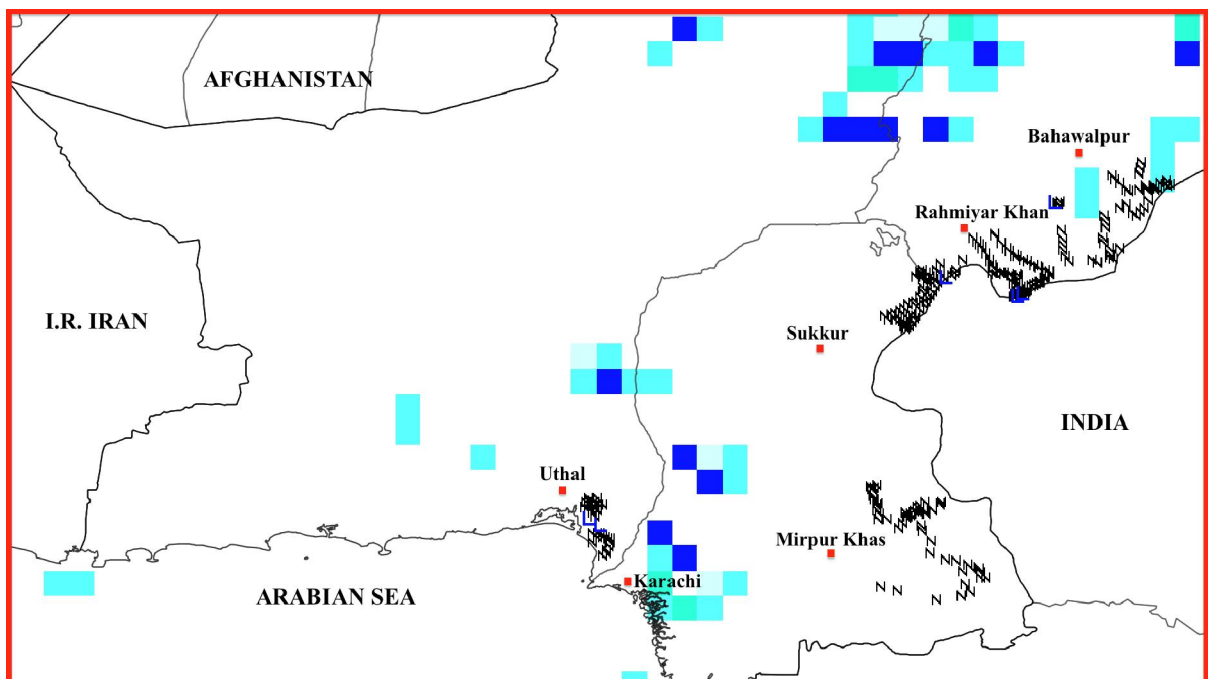 AFGHANISTAN
Bahawalpur
Rahmiyar Khan
I.R. IRAN
Sukkur
INDIA
Uthal
Mirpur Khas
Karachi
ARABIAN SEA